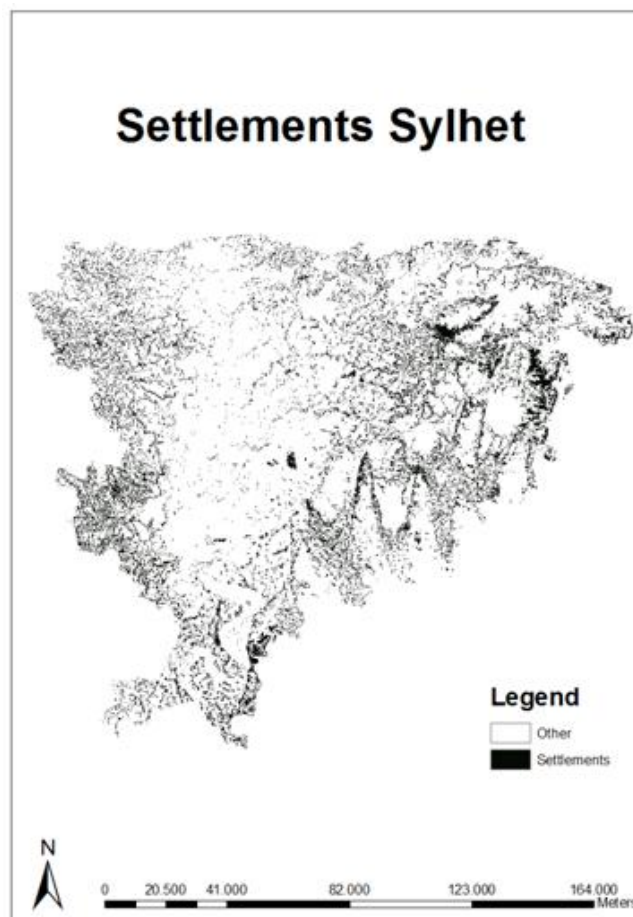 Settlements Sylhet
Legend
Other
Settlements
N
0 20.500 41.000 82.000 123.000 164.000
Meters